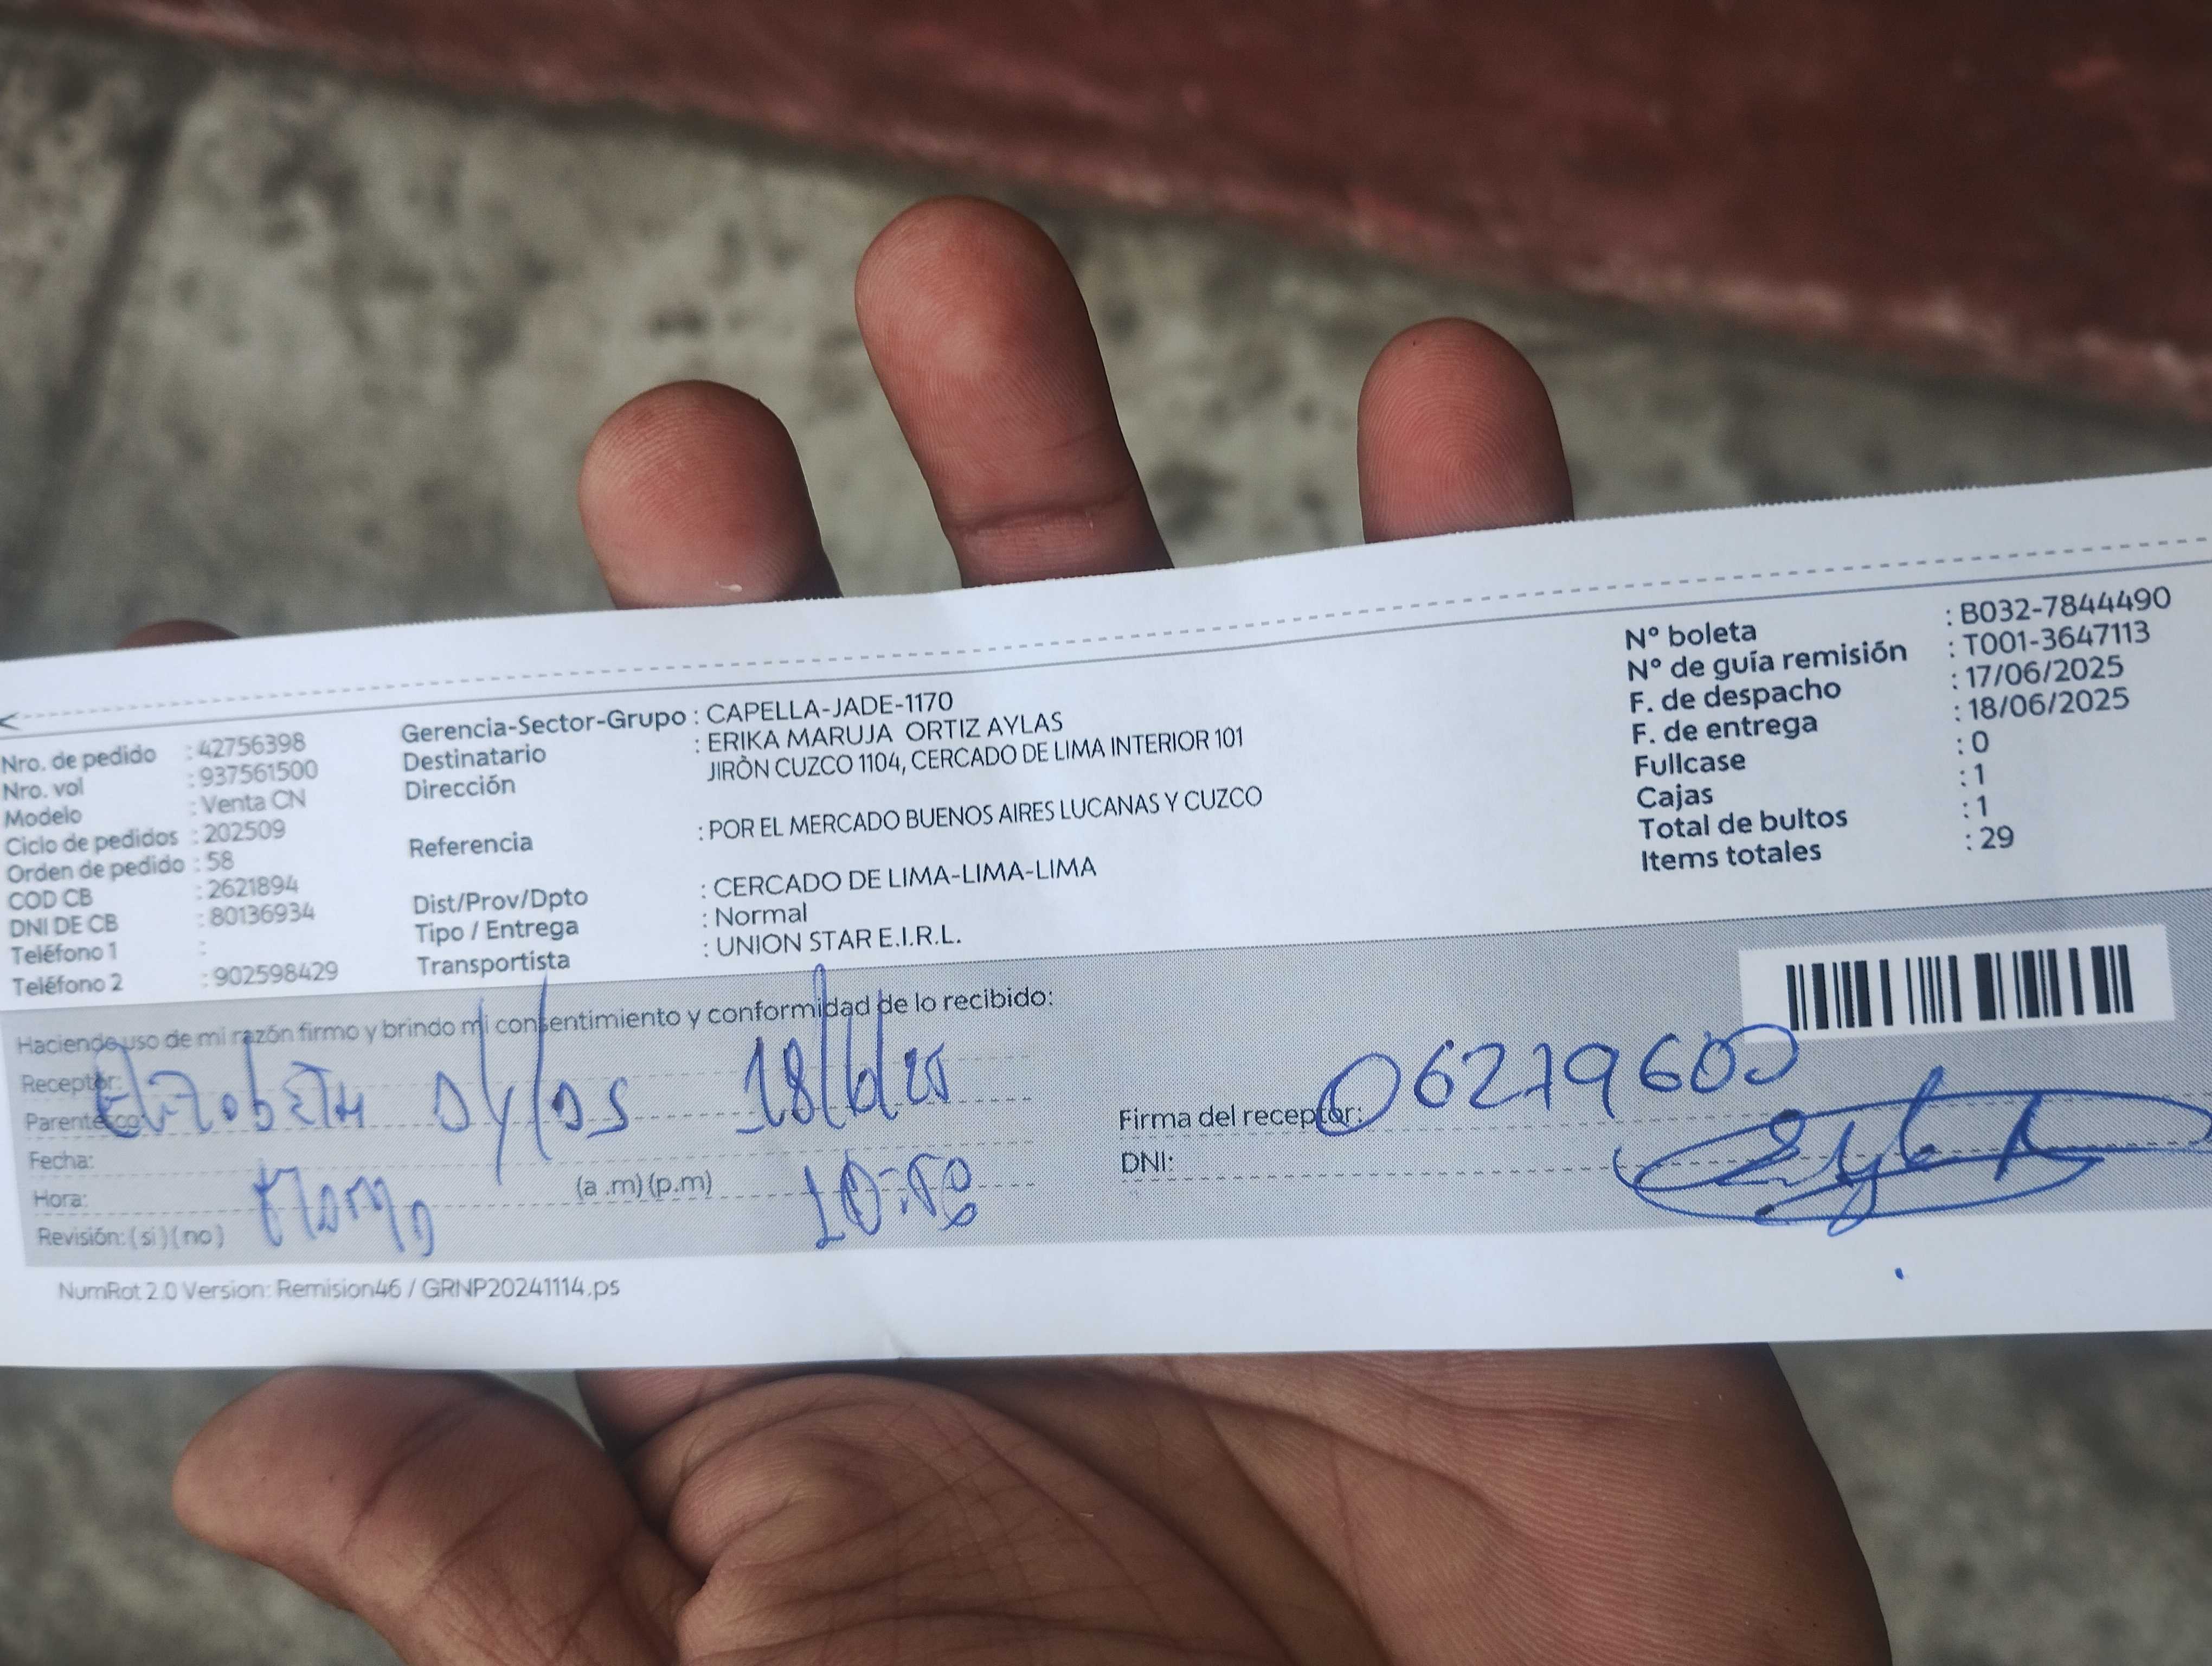 Nro. de pedido : 42756398
Nro. vol : 937561500
Modelo : Venta CN
Ciclo de pedidos : 202509
Orden de pedido : 58
COD CB : 2621894
DNI DE CB : 80136934
Teléfono 1 :
Teléfono 2 : 902598429
Gerencia-Sector-Grupo : CAPELLA-JADE-1170
Destinatario : ERIKA MARUJA ORTIZ AYLAS
Dirección JIRÒN CUZCO 1104, CERCADO DE LIMA INTERIOR 101
Referencia : POR EL MERCADO BUENOS AIRES LUCANAS Y CUZCO
Dist/Prov/Dpto : CERCADO DE LIMA-LIMA-LIMA
Tipo / Entrega : Normal
Transportista : UNION STAR E.I.R.L.
N° boleta : B032-7844490
N° de guía remisión : T001-3647113
F. de despacho : 17/06/2025
F. de entrega : 18/06/2025
Fullcase : 0
Cajas : 1
Total de bultos : 1
Items totales : 29
Haciendo uso de mi razón firmo y brindo mi consentimiento y conformidad de lo recibido:
Receptor:
Parentesco:
Elizabeth Aylas 18/6/25
Fecha:
Hora: (a .m) (p.m)
Revisión: (si) (no)
Firma del receptor: 06279600
DNI:
NumRot 2.0 Version: Remision46 / GRNP20241114.ps